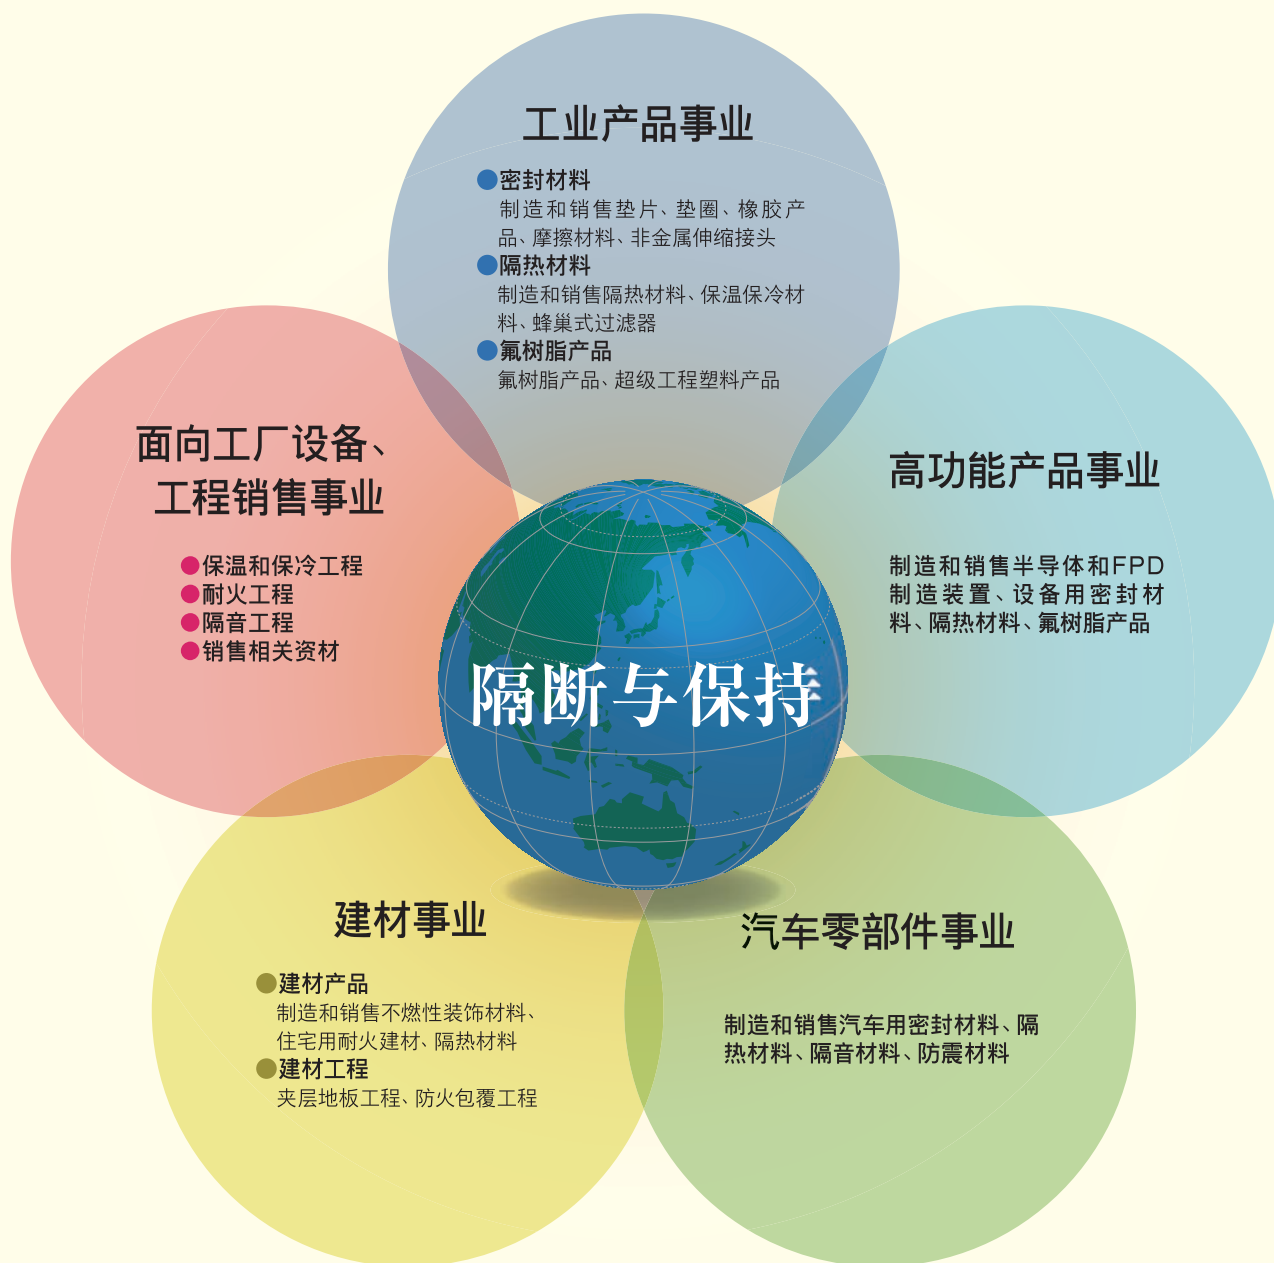 工业产品事业
●密封材料
制造和销售垫片、垫圈、橡胶产
品、摩擦材料、非金属伸缩接头
●隔热材料
制造和销售隔热材料、保温保冷材
料、蜂巢式过滤器
●氟树脂产品
氟树脂产品、超级工程塑料产品
面向工厂设备、
工程销售事业
●保温和保冷工程
●耐火工程
●隔音工程
●销售相关资材
高功能产品事业
制造和销售半导体和FPD
制造装置、设备用密封材
料、隔热材料、氟树脂产品
隔断与保持
建材事业
●建材产品
制造和销售不燃性装饰材料、
住宅用耐火建材、隔热材料
●建材工程
夹层地板工程、防火包覆工程
汽车零部件事业
制造和销售汽车用密封材料、隔
热材料、隔音材料、防震材料